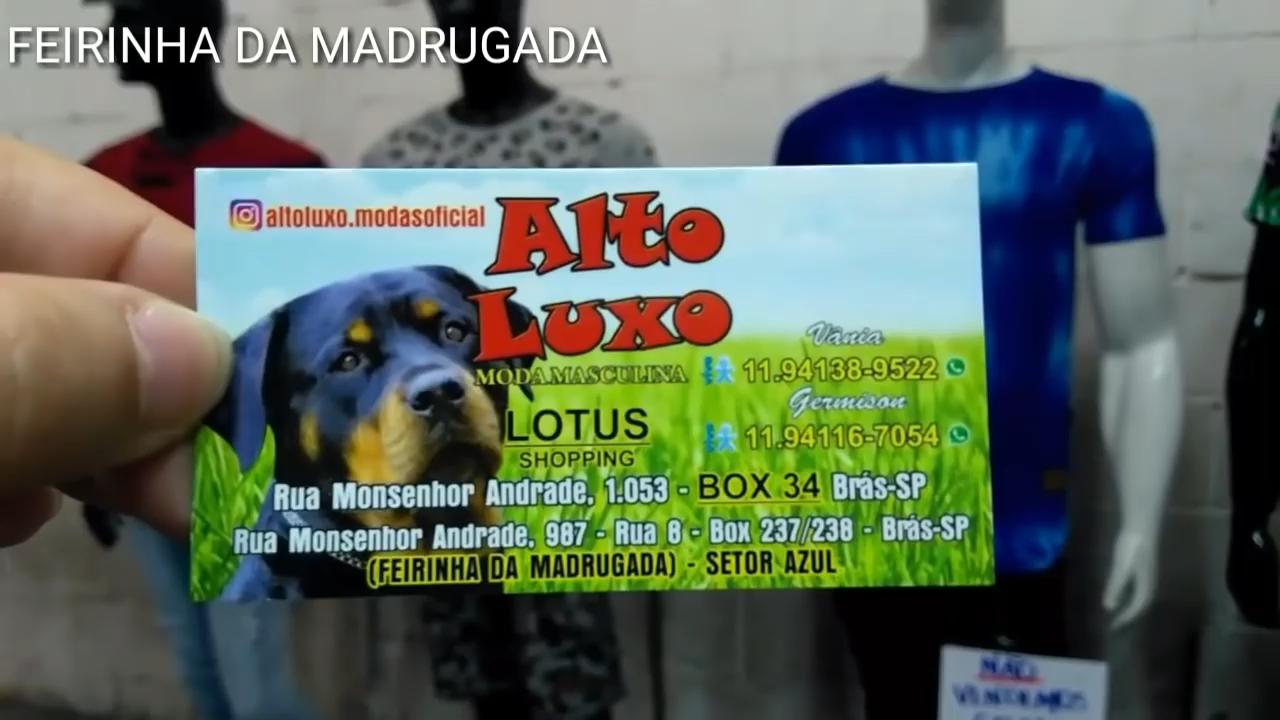 FEIRINHA DA MADRUGADA
altoluxo.modasoficial
Alto
Luxo
MODA MASCULINA
Vânia
11.94138-9522
Germison
11.94116-7054
LOTUS
SHOPPING
Rua Monsenhor Andrade, 1.053 - BOX 34 Brás-SP
Rua Monsenhor Andrade, 987 - Rua 8 - Box 237/238 - Brás-SP
(FEIRINHA DA MADRUGADA) - SETOR AZUL
NÃO
VENDEMOS